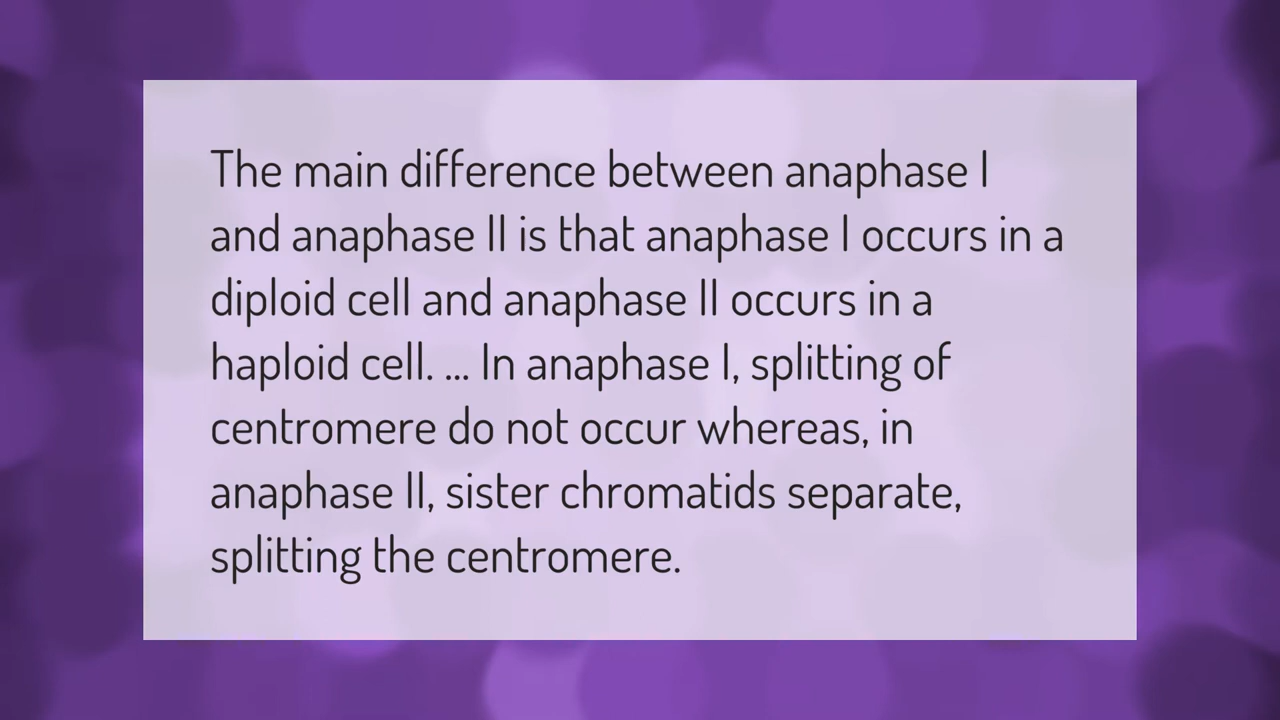 The main difference between anaphase I
and anaphase II is that anaphase I occurs in a
diploid cell and anaphase II occurs in a
haploid cell. ... In anaphase I, splitting of
centromere do not occur whereas, in
anaphase II, sister chromatids separate,
splitting the centromere.